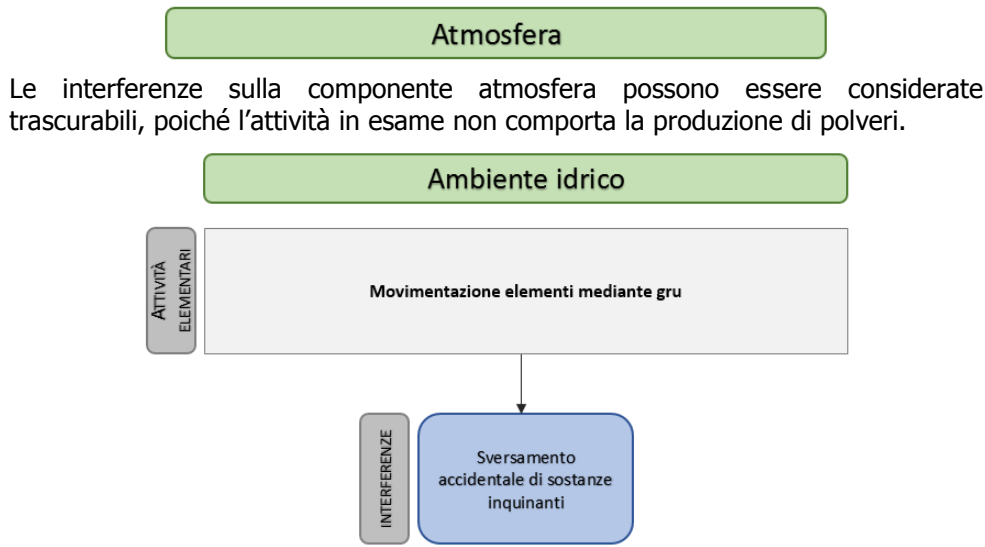 Atmosfera
Le interferenze sulla componente atmosfera possono essere considerate
trascurabili, poiché l’attività in esame non comporta la produzione di polveri.
Ambiente idrico
ATTIVITÀ
ELEMENTARI
Movimentazione elementi mediante gru
INTERFERENZE
Sversamento
accidentale di sostanze
inquinanti